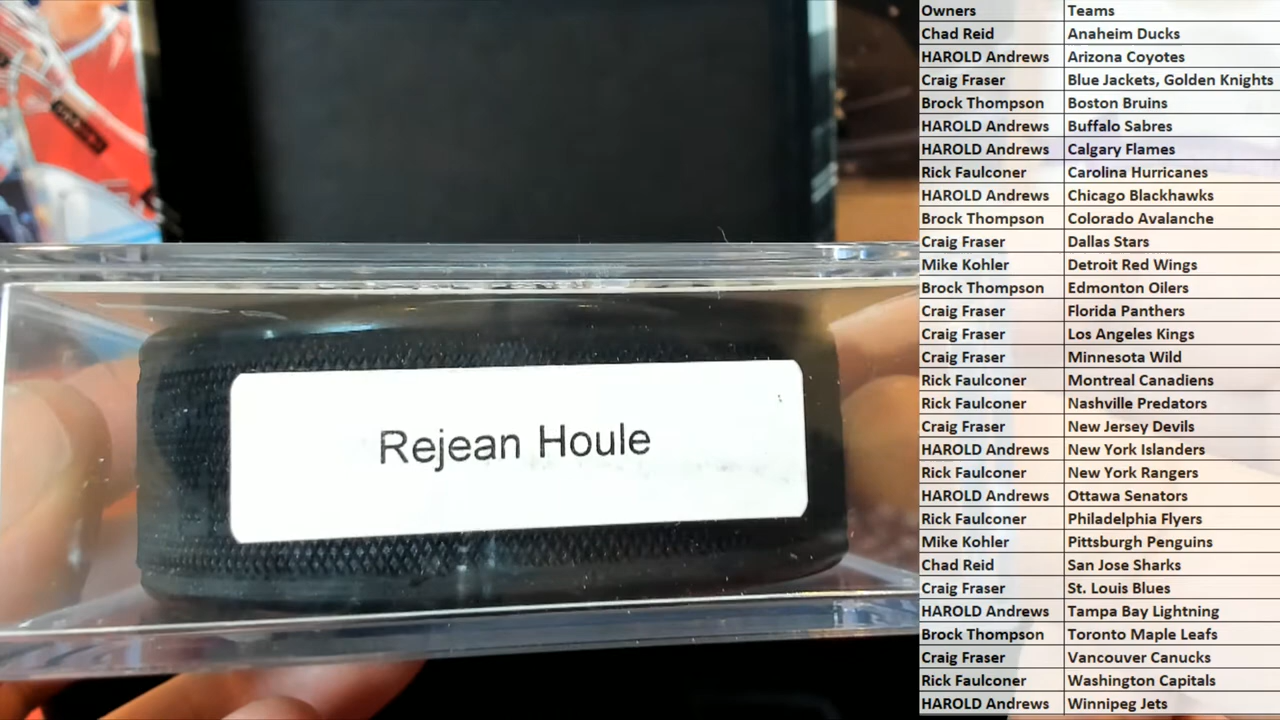 Rejean Houle
Owners Teams
Chad Reid Anaheim Ducks
HAROLD Andrews Arizona Coyotes
Craig Fraser Blue Jackets, Golden Knights
Brock Thompson Boston Bruins
HAROLD Andrews Buffalo Sabres
HAROLD Andrews Calgary Flames
Rick Faulconer Carolina Hurricanes
HAROLD Andrews Chicago Blackhawks
Brock Thompson Colorado Avalanche
Craig Fraser Dallas Stars
Mike Kohler Detroit Red Wings
Brock Thompson Edmonton Oilers
Craig Fraser Florida Panthers
Craig Fraser Los Angeles Kings
Craig Fraser Minnesota Wild
Rick Faulconer Montreal Canadiens
Rick Faulconer Nashville Predators
Craig Fraser New Jersey Devils
HAROLD Andrews New York Islanders
Rick Faulconer New York Rangers
HAROLD Andrews Ottawa Senators
Rick Faulconer Philadelphia Flyers
Mike Kohler Pittsburgh Penguins
Chad Reid San Jose Sharks
Craig Fraser St. Louis Blues
HAROLD Andrews Tampa Bay Lightning
Brock Thompson Toronto Maple Leafs
Craig Fraser Vancouver Canucks
Rick Faulconer Washington Capitals
HAROLD Andrews Winnipeg Jets